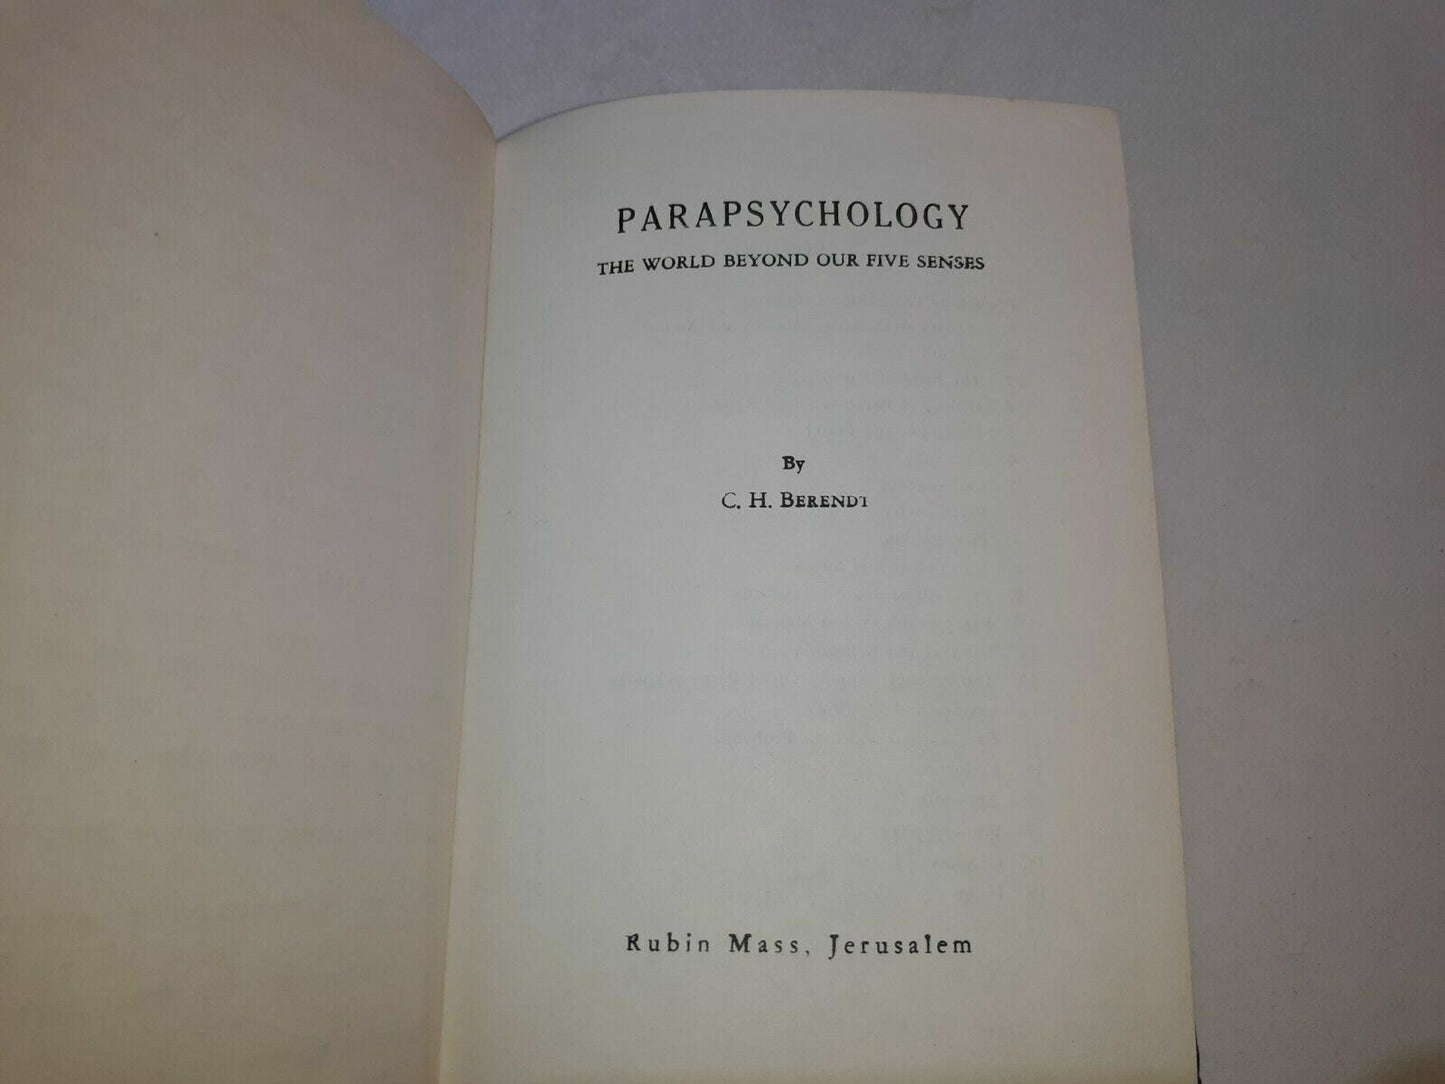 PARAPSYCHOLOGY
THE WORLD BEYOND OUR FIVE SENSES
By
C. H. BERENDT
Rubin Mass, Jerusalem